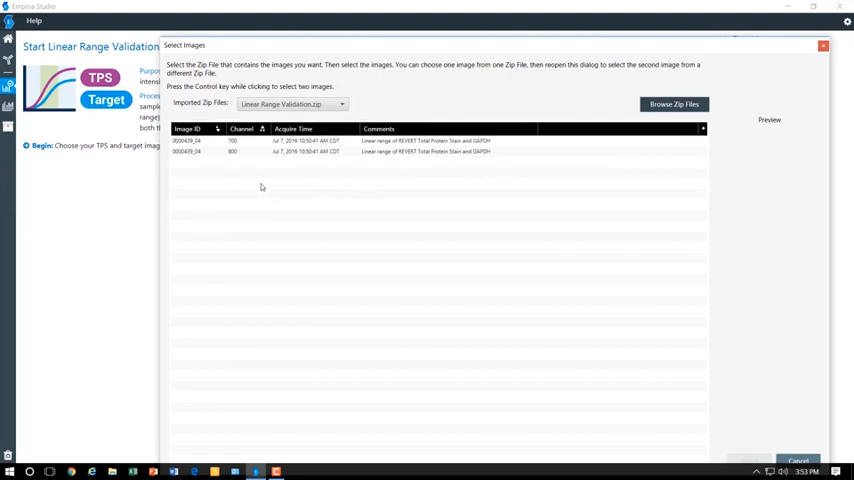 Empiria Studio
Help
Start Linear Range Validation
Select Images
Select the Zip File that contains the images you want. Then select the images. You can choose one image from one Zip File, then reopen this dialog to select the second image from a
different Zip File.
Press the Control key while clicking to select two images.
Imported Zip Files: Linear Range Validation.zip Browse Zip Files
Preview
TPS
Target
Purpo
intensi
Proces
sample
range)
both t
Begin: Choose your TPS and target imag
Image ID Channel Acquire Time Comments
0000439_04 700 Jul 7, 2016 10:50:41 AM CDT Linear range of REVERT Total Protein Stain and GAPDH
0000439_04 800 Jul 7, 2016 10:50:41 AM CDT Linear range of REVERT Total Protein Stain and GAPDH
Cancel
3:53 PM